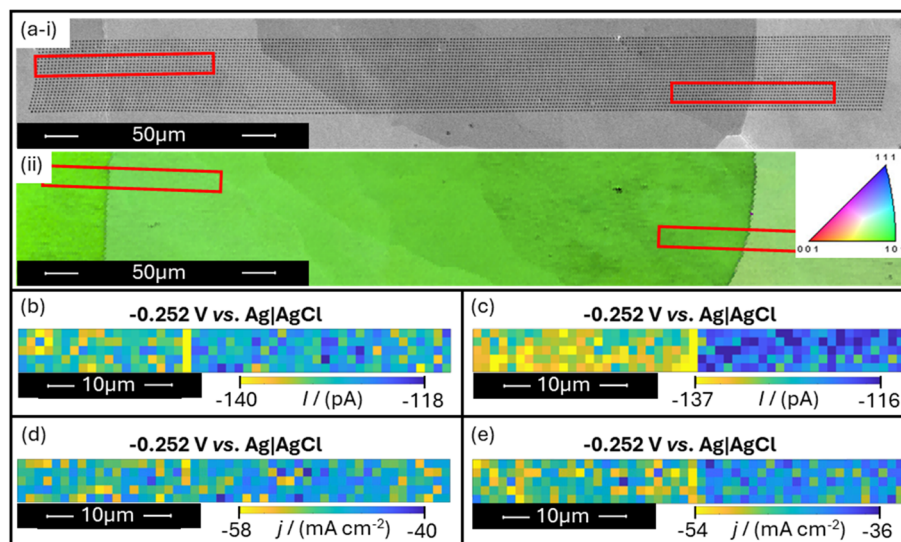 (a-i)
50µm
(ii)
111
001
10
50µm
(b)
-0.252 V vs. Ag|AgCl
10µm
-140
I / (pA)
-118
(c)
-0.252 V vs. Ag|AgCl
10µm
-137
I / (pA)
-116
(d)
-0.252 V vs. Ag|AgCl
10µm
-58
j / (mA cm⁻²)
-40
(e)
-0.252 V vs. Ag|AgCl
10µm
-54
j / (mA cm⁻²)
-36